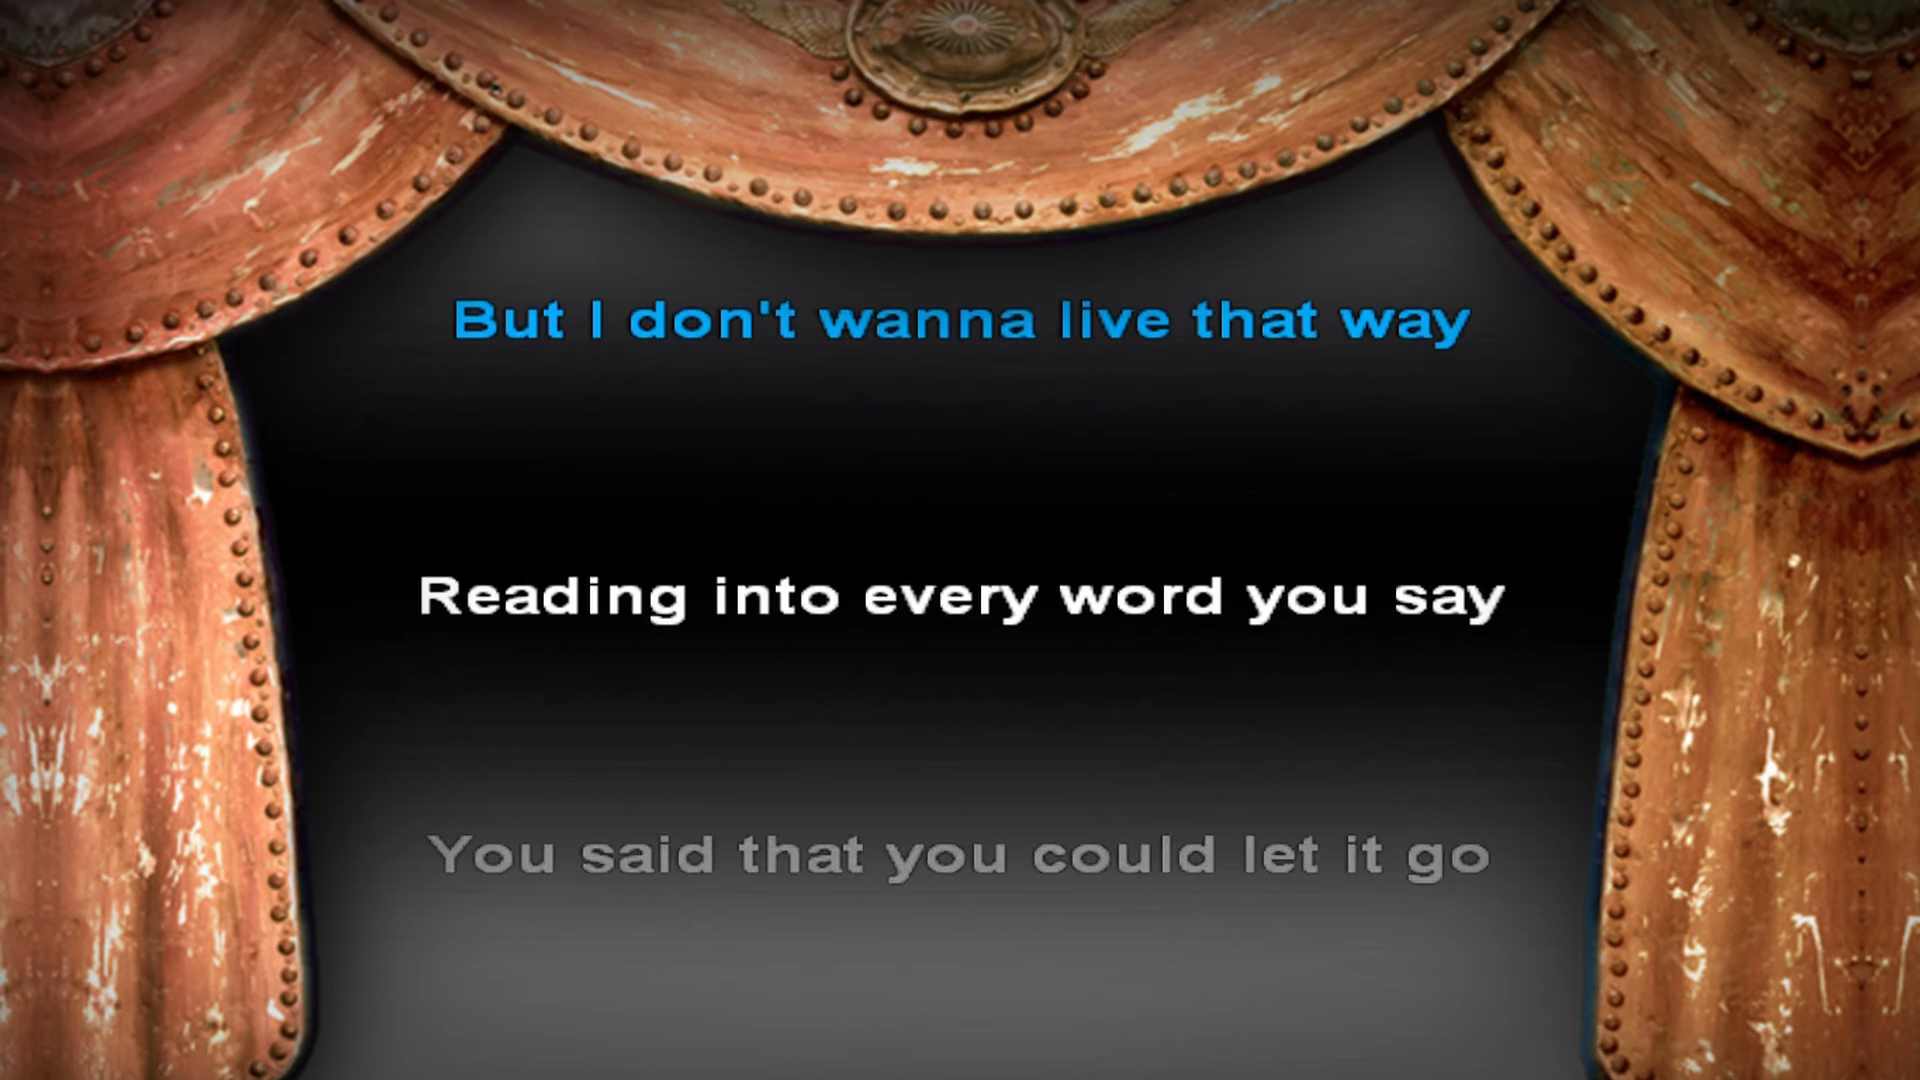 But I don't wanna live that way
Reading into every word you say
You said that you could let it go